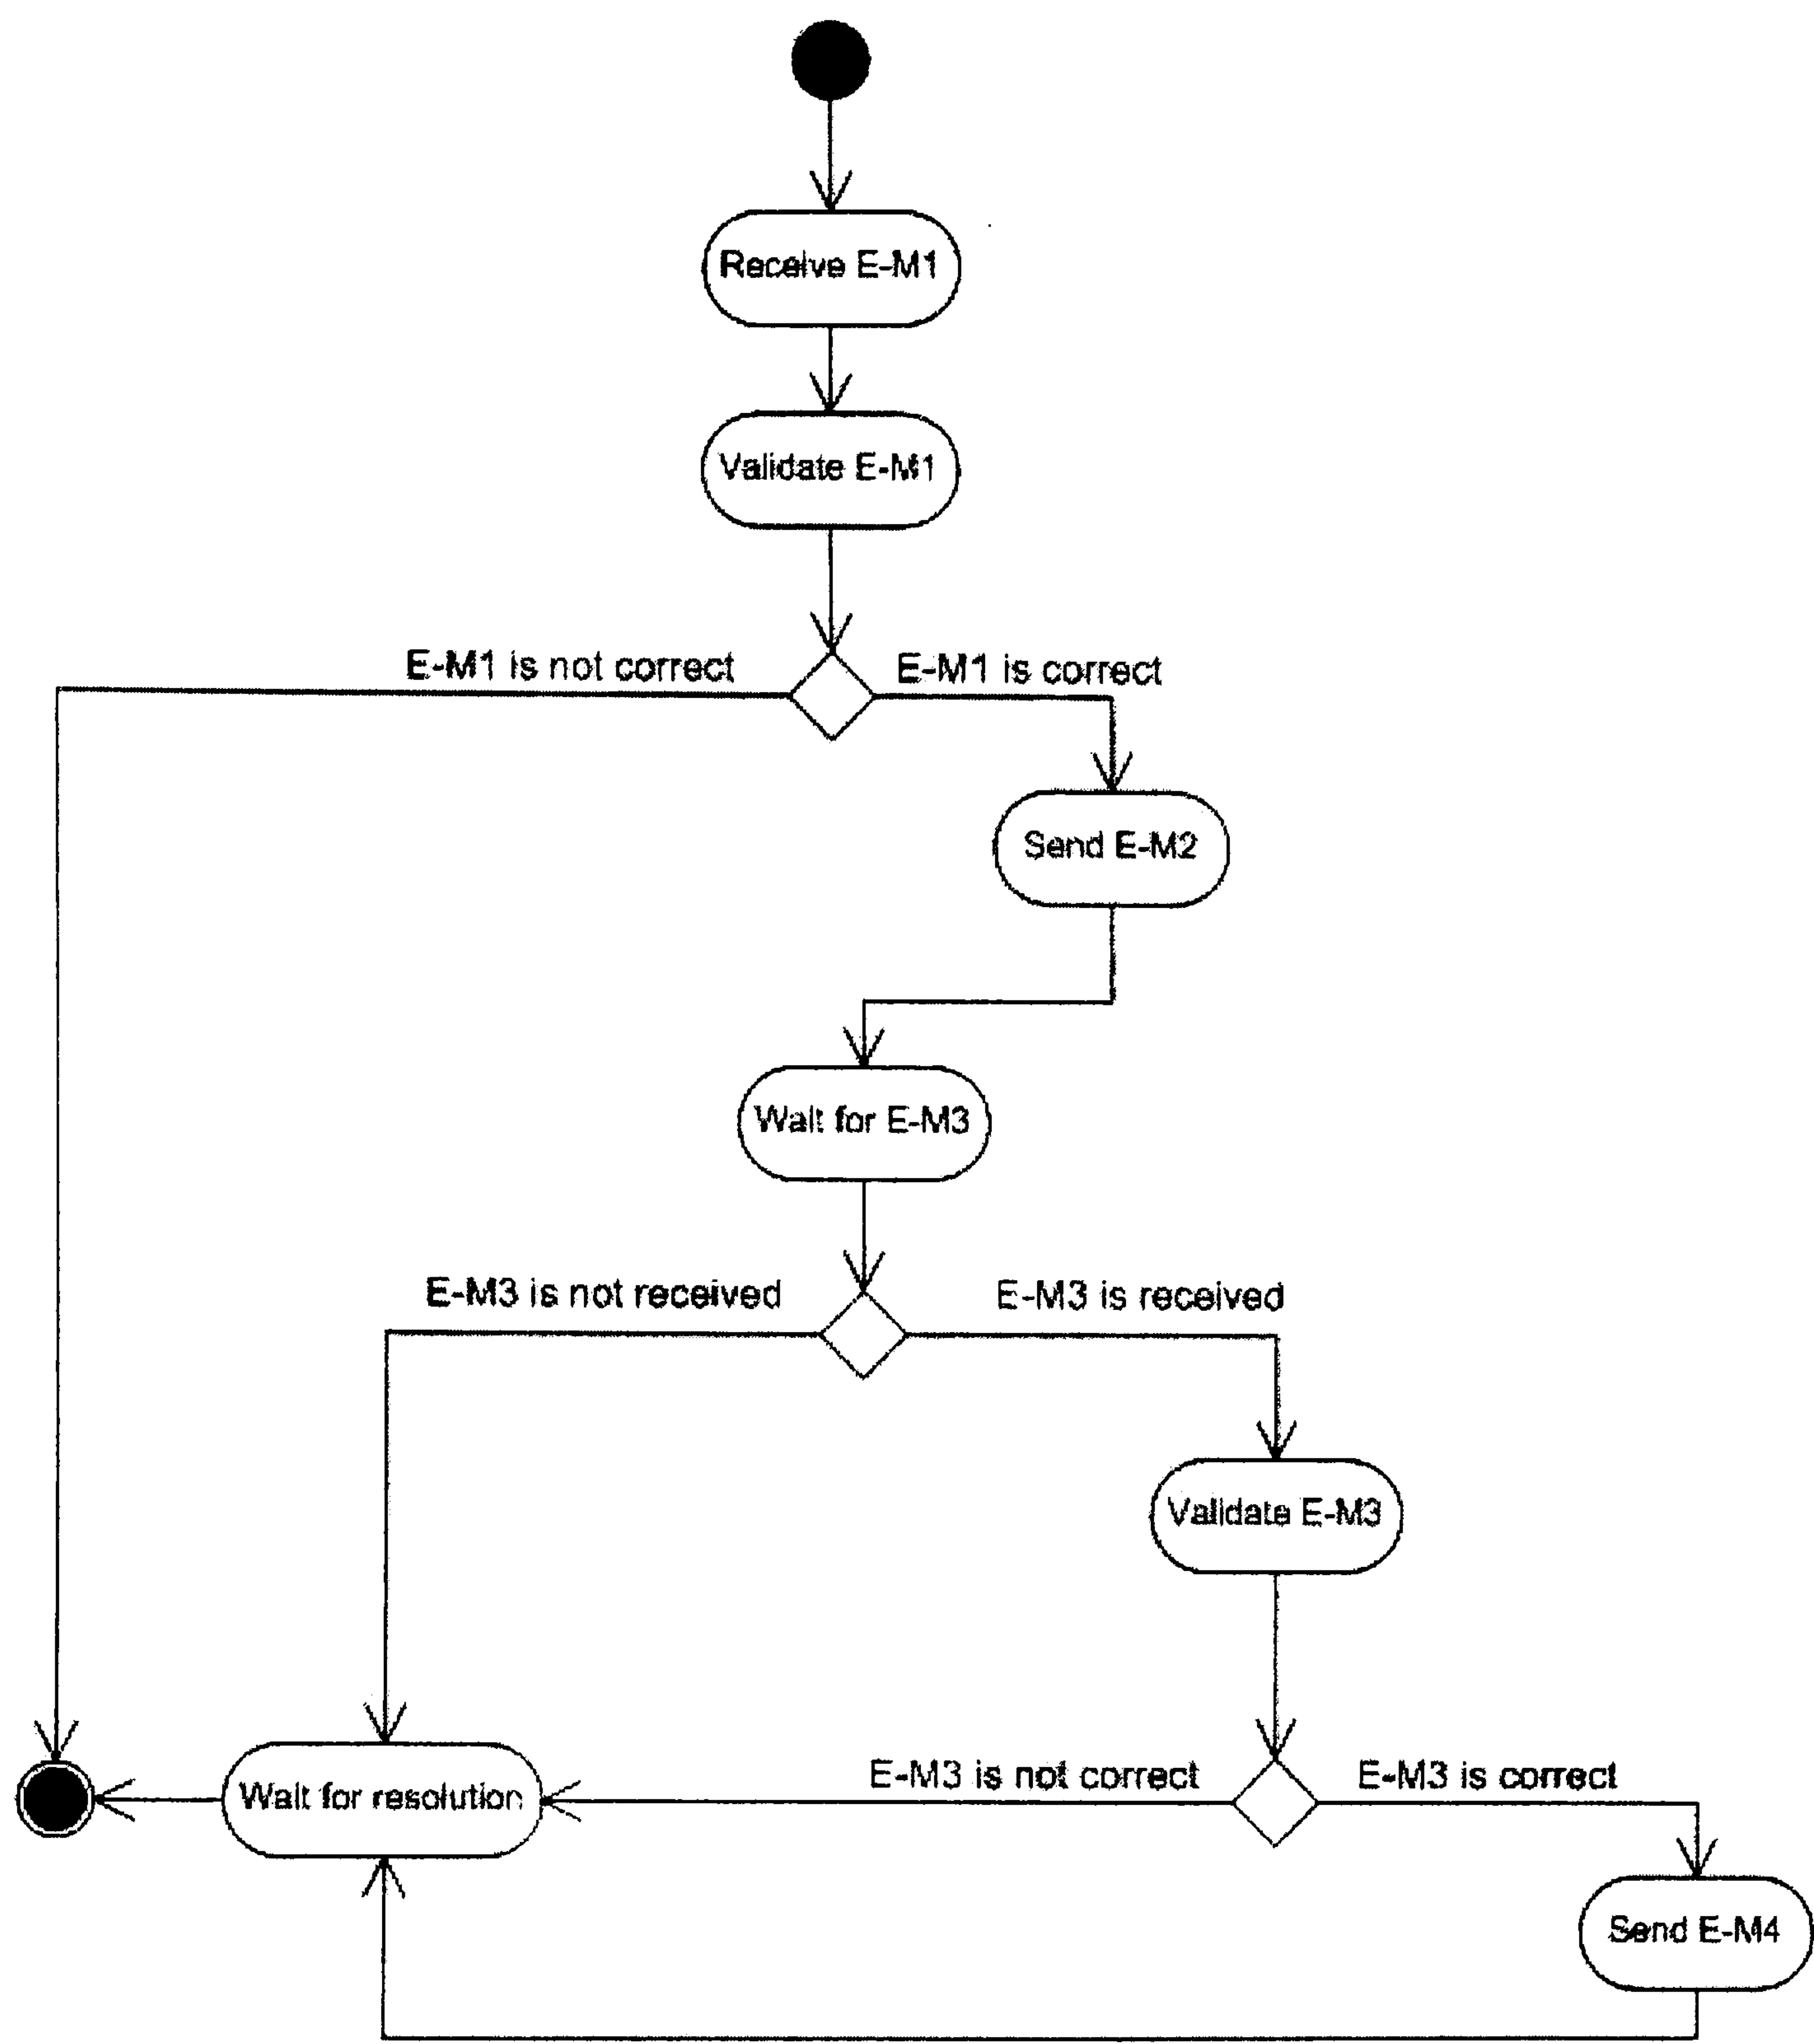 Receive E-M1
Validate E-M1
E-M1 is not correct
E-M1 is correct
Send E-M2
Wait for E-M3
E-M3 is not received
E-M3 is received
Validate E-M3
E-M3 is not correct
E-M3 is correct
Wait for resolution
Send E-M4